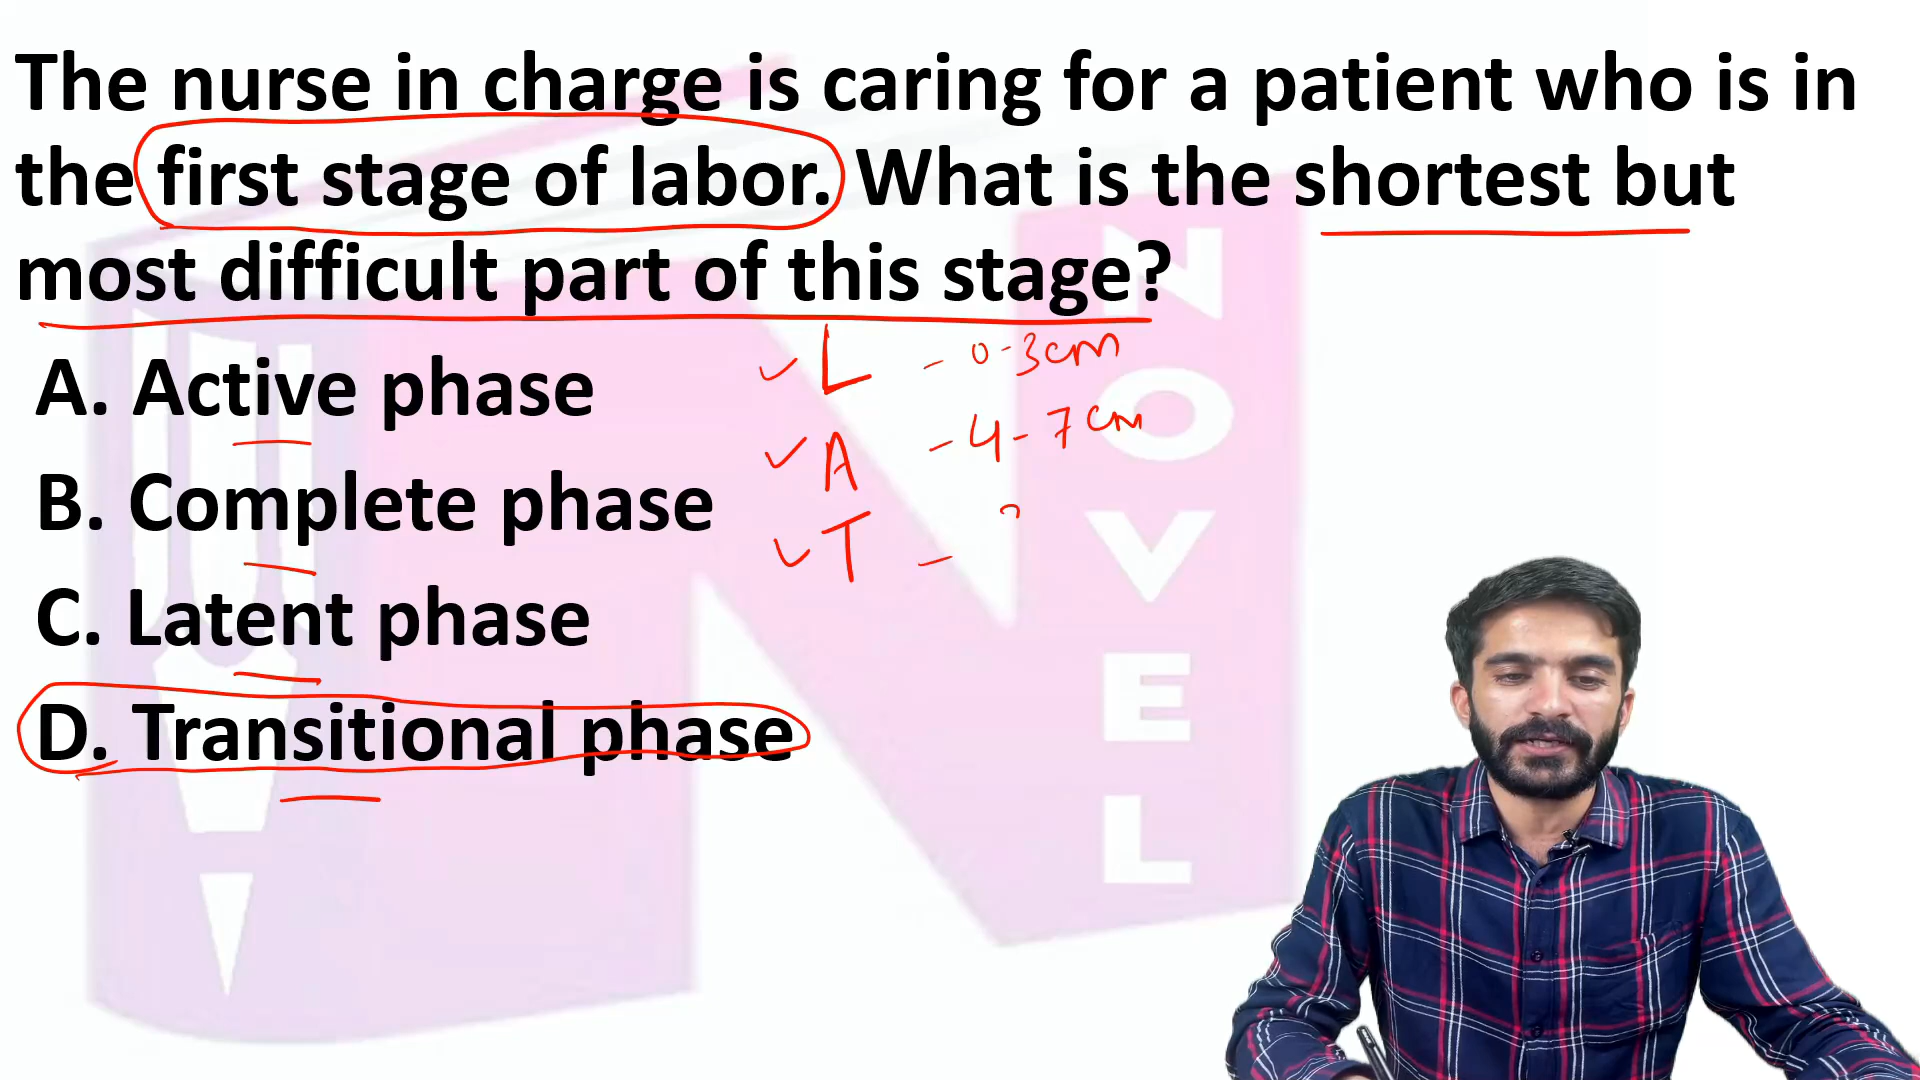 The nurse in charge is caring for a patient who is in
the first stage of labor. What is the shortest but
most difficult part of this stage?
A. Active phase
B. Complete phase
C. Latent phase
D. Transitional phase
L - 0-3cm
A - 4-7cm
T -
NOVEL